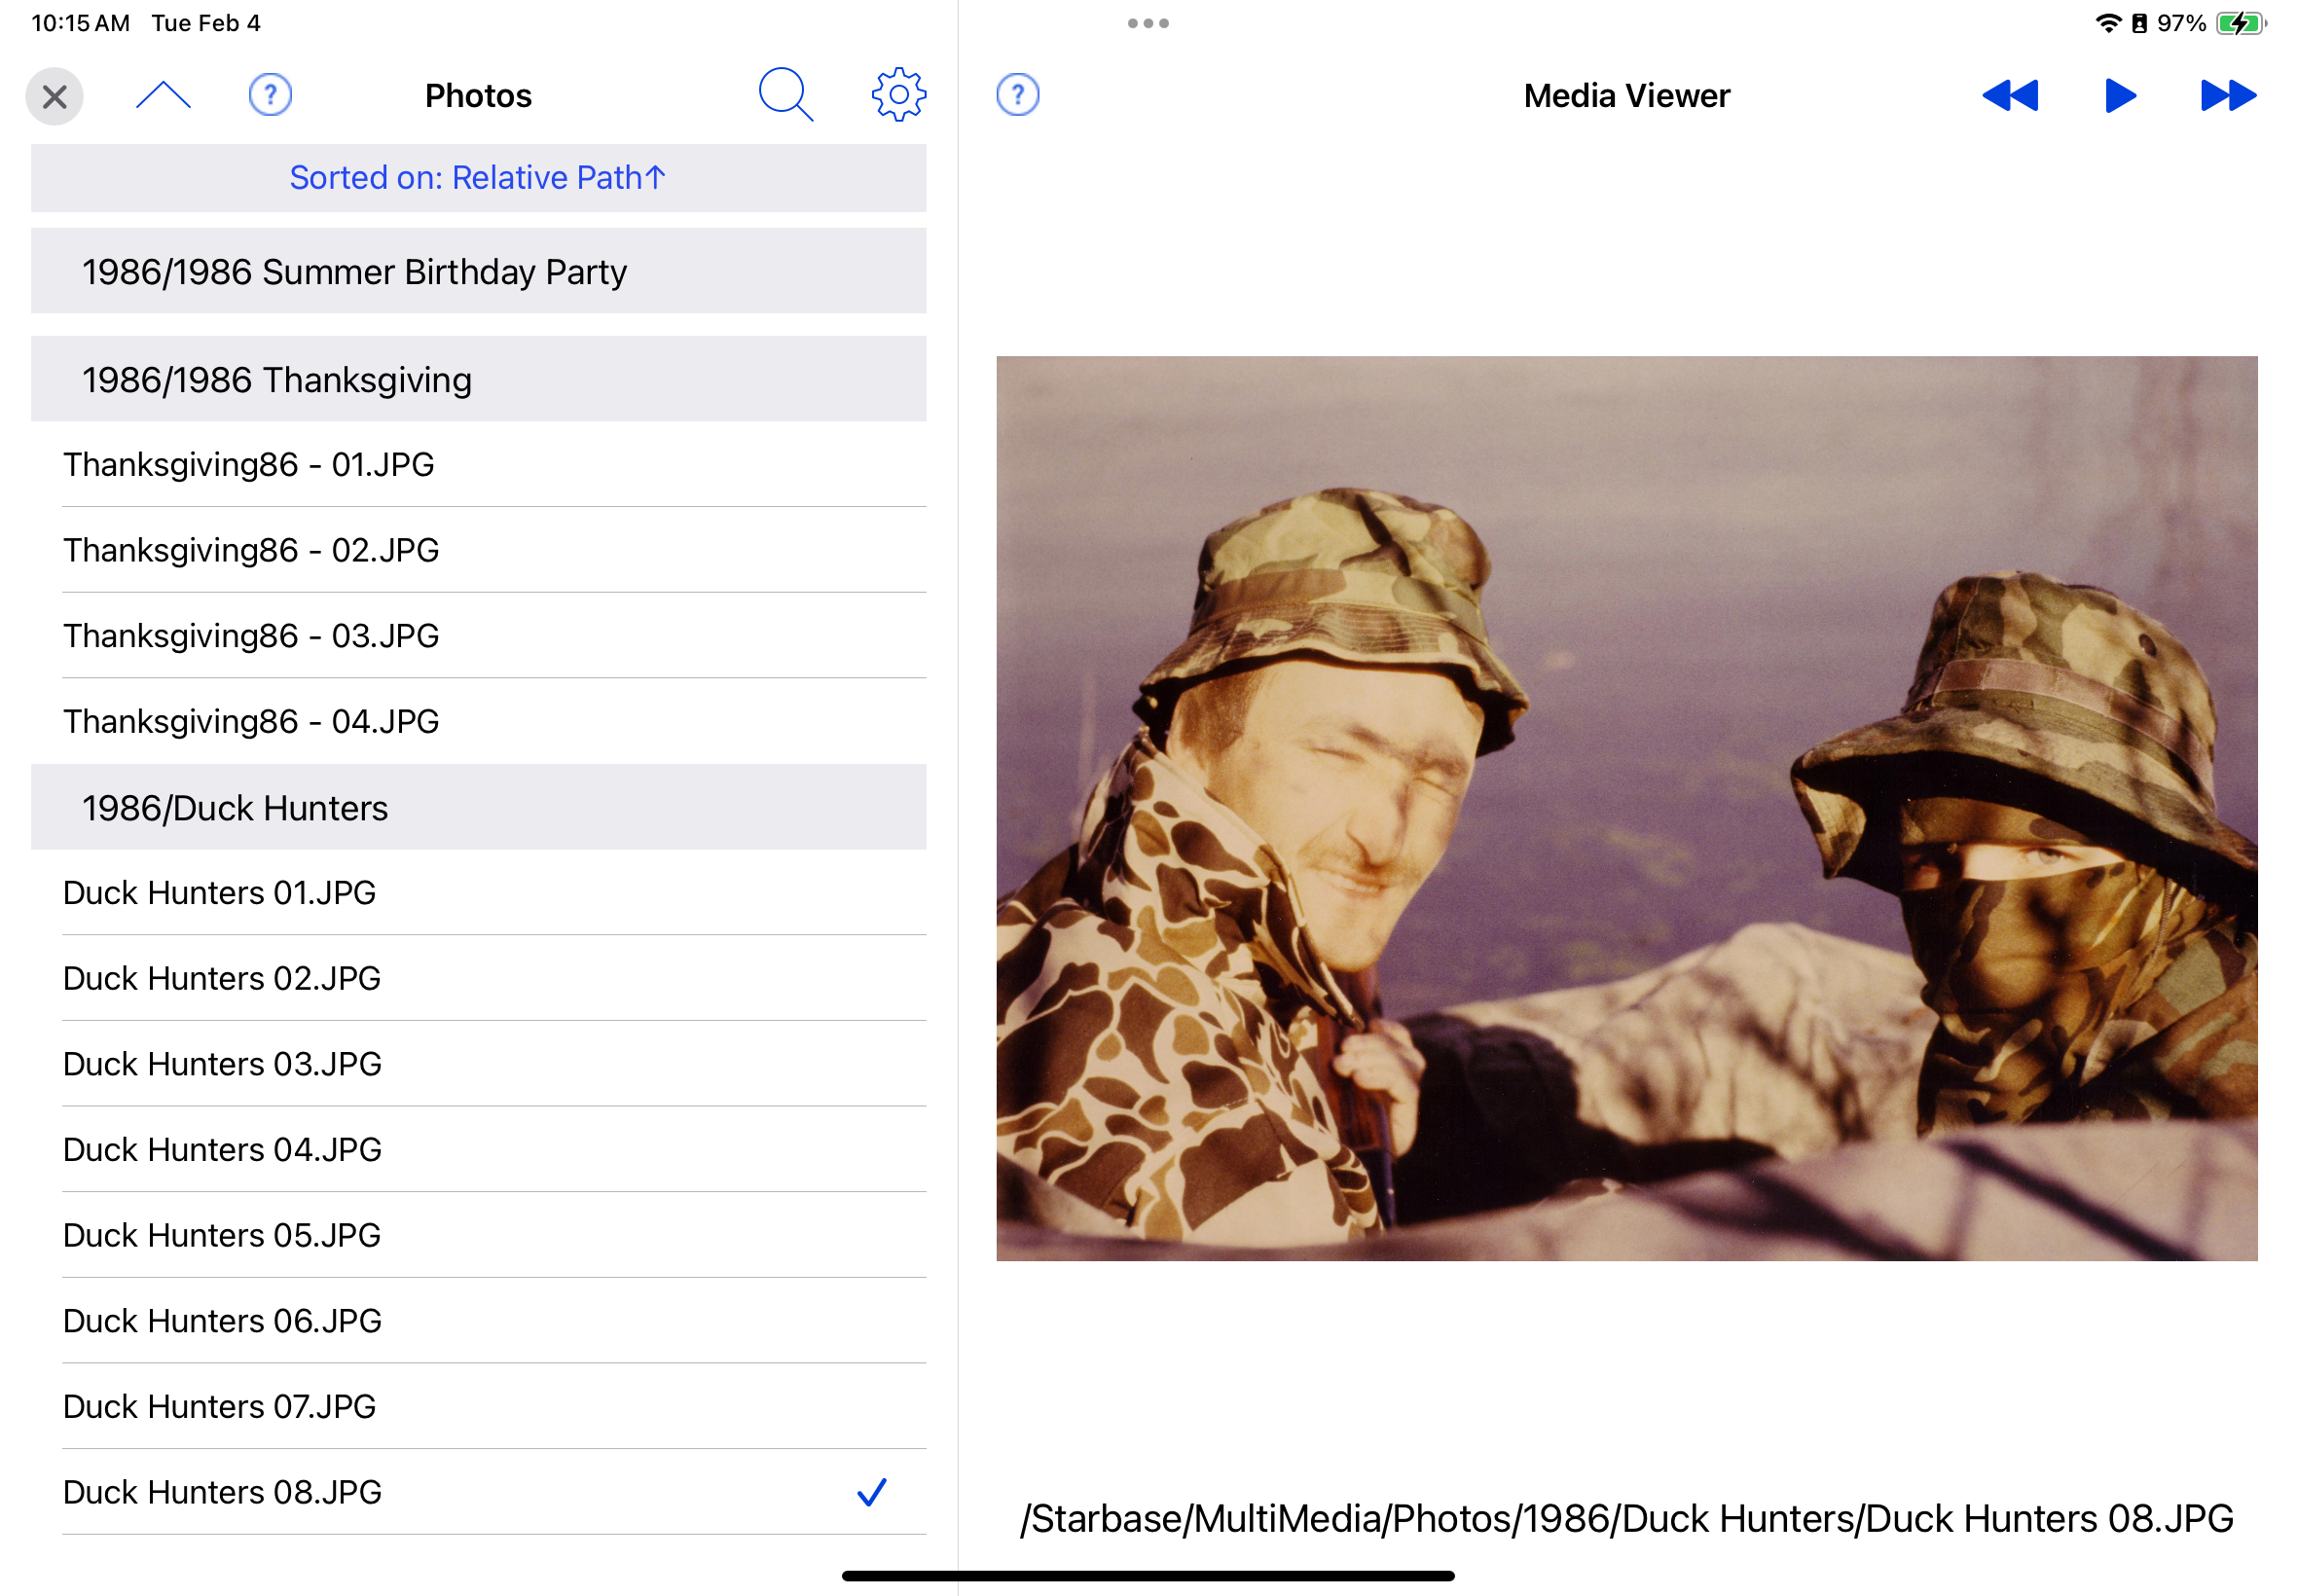 10:15 AM Tue Feb 4
97%
Photos
Sorted on: Relative Path↑
1986/1986 Summer Birthday Party
1986/1986 Thanksgiving
Thanksgiving86 - 01.JPG
Thanksgiving86 - 02.JPG
Thanksgiving86 - 03.JPG
Thanksgiving86 - 04.JPG
1986/Duck Hunters
Duck Hunters 01.JPG
Duck Hunters 02.JPG
Duck Hunters 03.JPG
Duck Hunters 04.JPG
Duck Hunters 05.JPG
Duck Hunters 06.JPG
Duck Hunters 07.JPG
Duck Hunters 08.JPG
Media Viewer
/Starbase/MultiMedia/Photos/1986/Duck Hunters/Duck Hunters 08.JPG